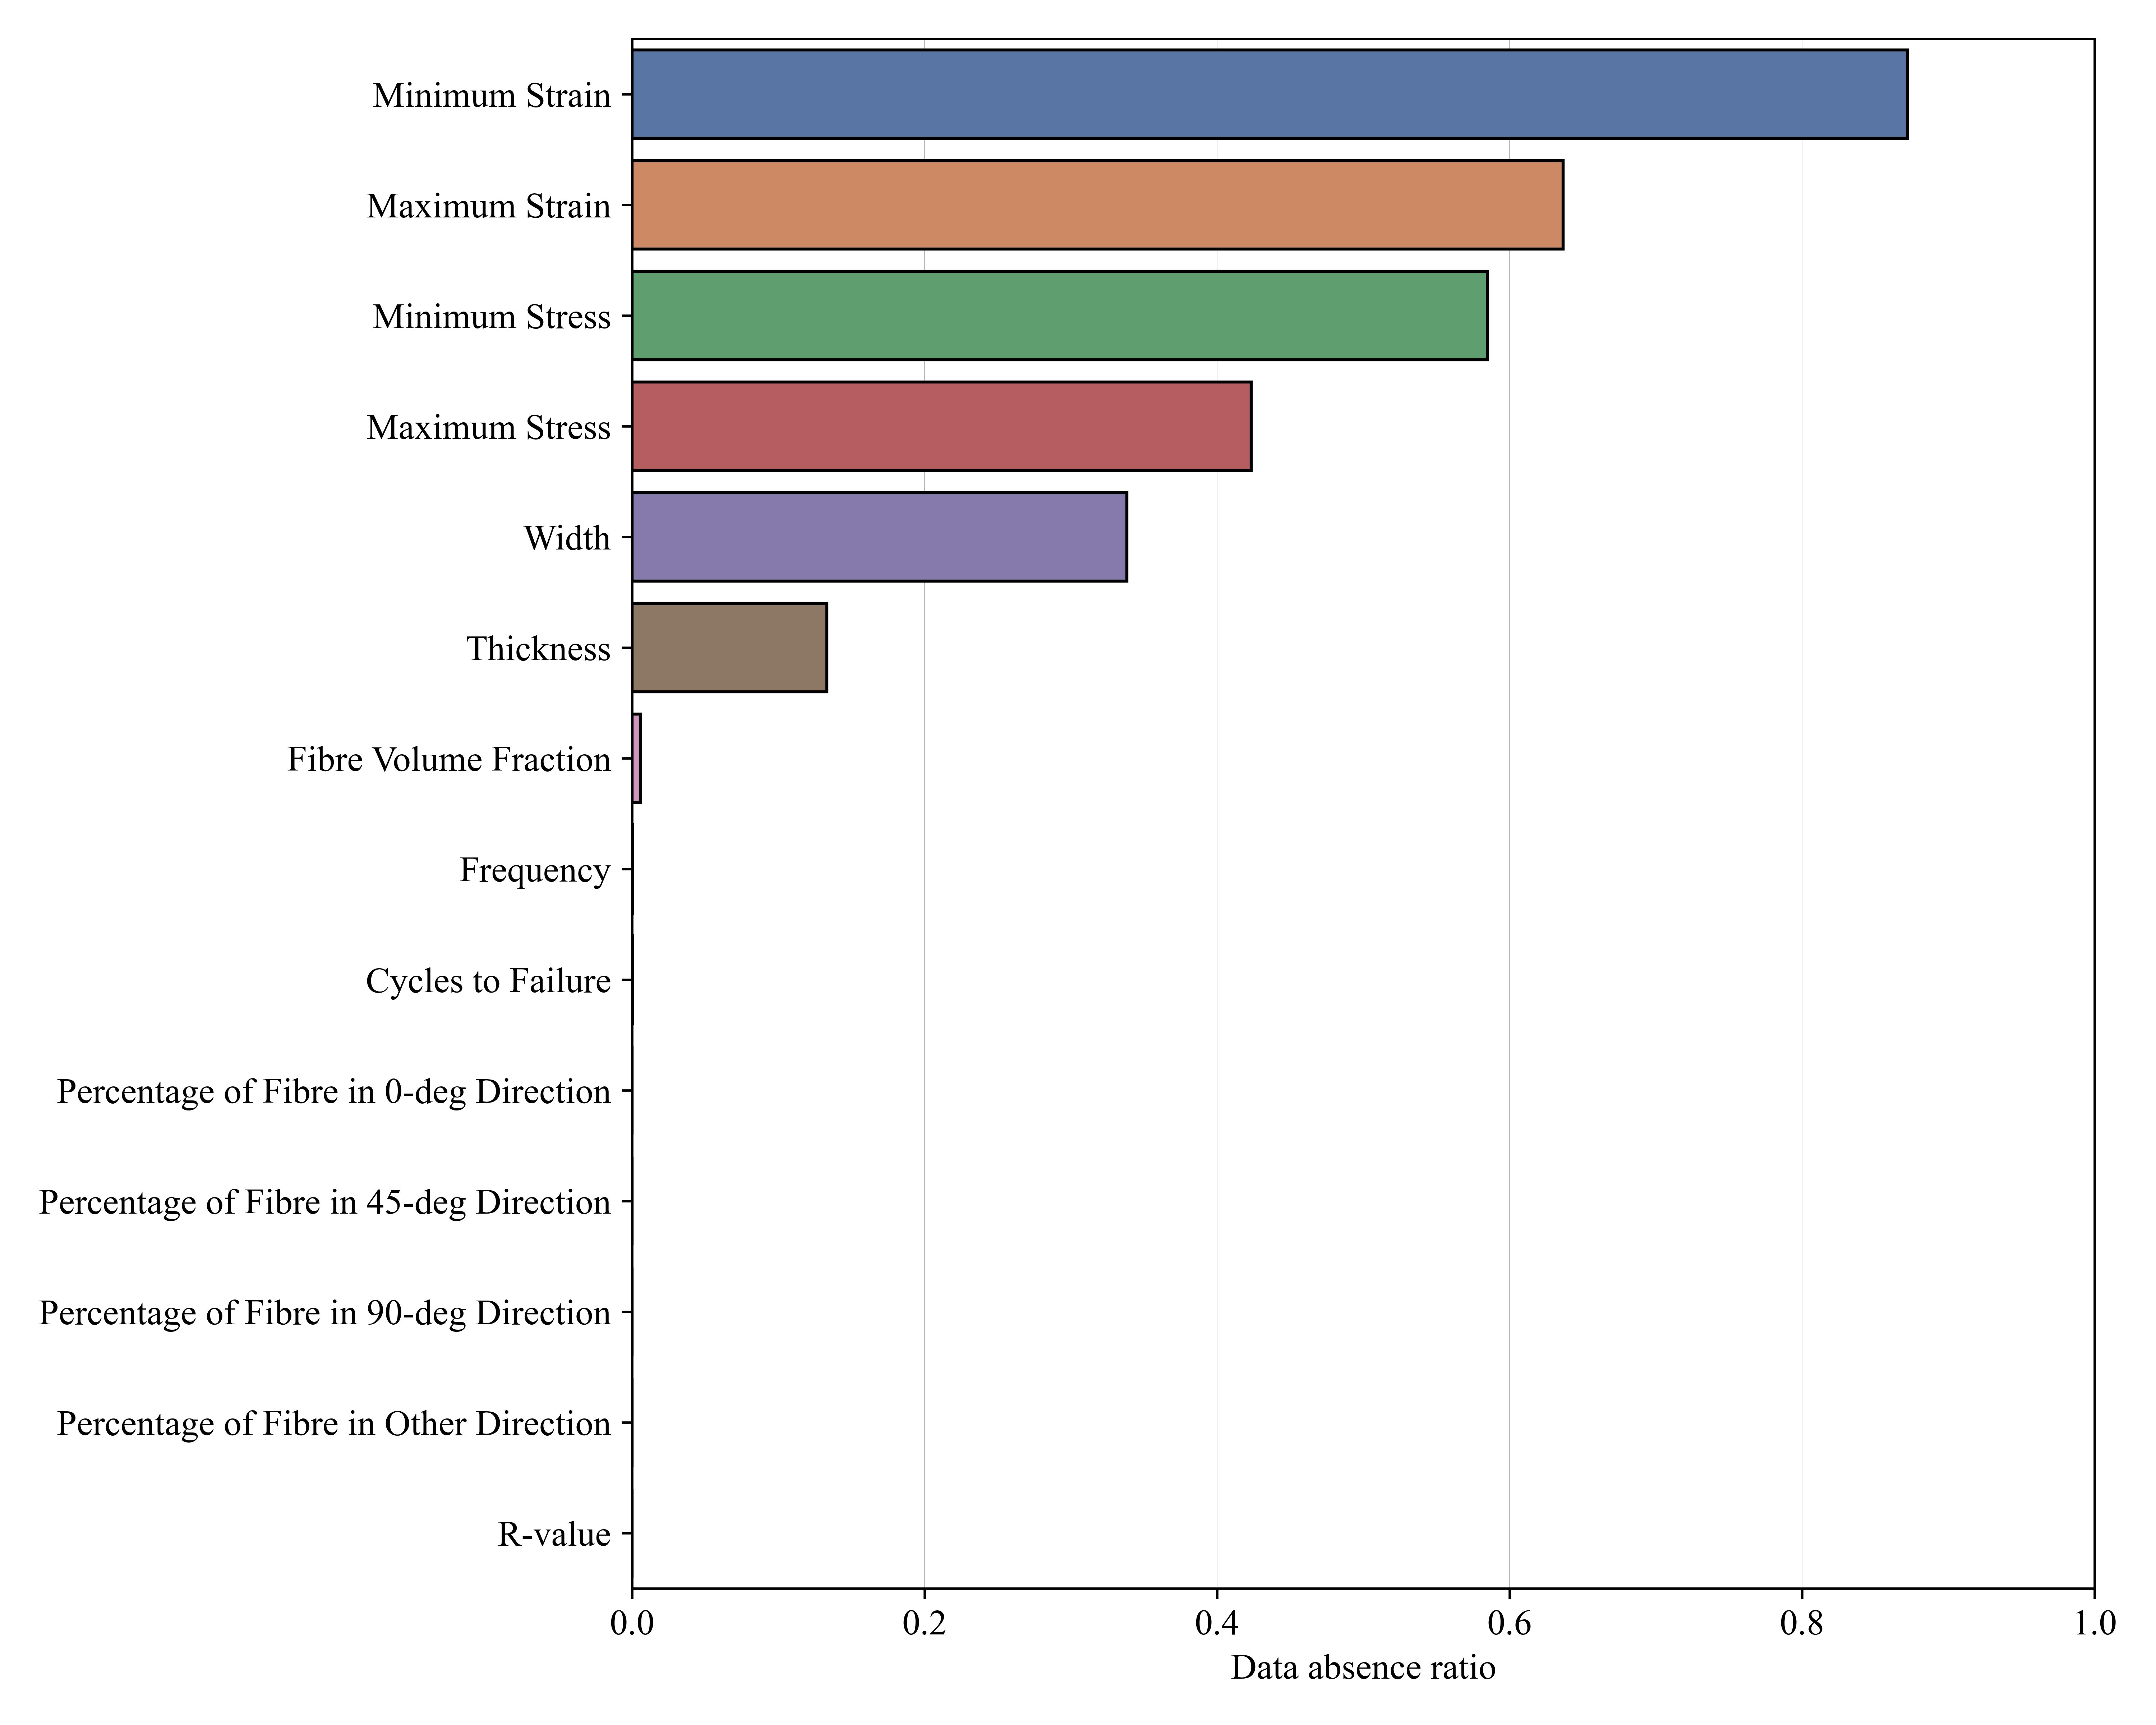 Minimum Strain
Maximum Strain
Minimum Stress
Maximum Stress
Width
Thickness
Fibre Volume Fraction
Frequency
Cycles to Failure
Percentage of Fibre in 0-deg Direction
Percentage of Fibre in 45-deg Direction
Percentage of Fibre in 90-deg Direction
Percentage of Fibre in Other Direction
R-value
0.0 0.2 0.4 0.6 0.8 1.0
Data absence ratio